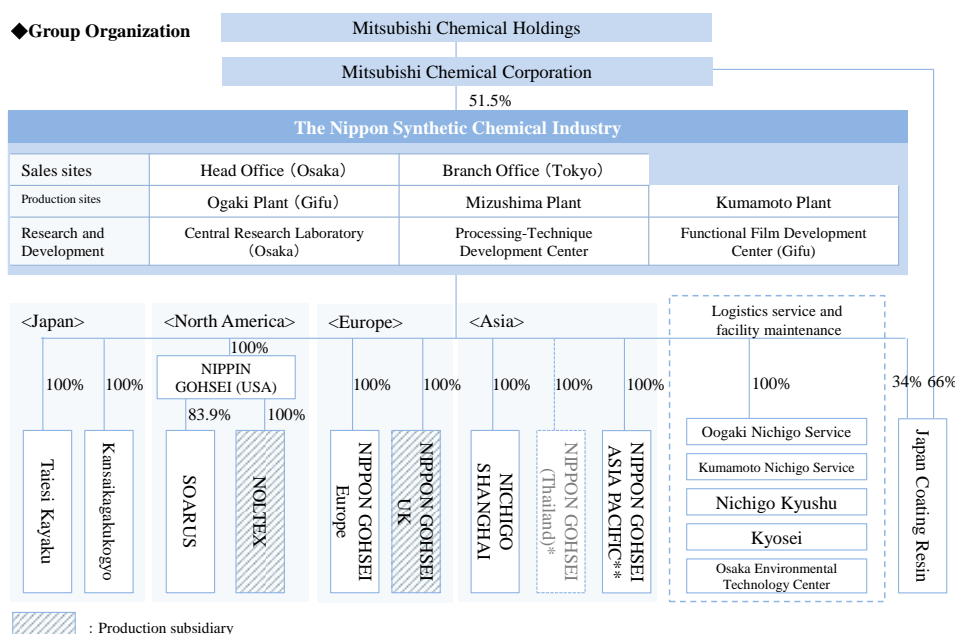 ◆Group Organization
Mitsubishi Chemical Holdings
Mitsubishi Chemical Corporation
51.5%
The Nippon Synthetic Chemical Industry
Sales sites
Head Office（Osaka）
Branch Office（Tokyo）
Production sites
Ogaki Plant（Gifu）
Mizushima Plant
Kumamoto Plant
Research and
Development
Central Research Laboratory
（Osaka）
Processing-Technique
Development Center
Functional Film Development
Center (Gifu)
<Japan>
<North America>
<Europe>
<Asia>
Logistics service and
facility maintenance
100%
NIPPIN
GOHSEI (USA)
100%
100%
83.9%
100%
100%
100%
100%
100%
100%
100%
34%
66%
Taiesi Kayaku
Kansaikagakukogyo
SOARUS
NOLTEX
NIPPON GOHSEI
Europe
NIPPON GOHSEI
UK
NICHIGO
SHANGHAI
NIPPON GOHSEI
(Thailand)*
NIPPON GOHSEI
ASIA PACIFIC**
Oogaki Nichigo Service
Kumamoto Nichigo Service
Nichigo Kyushu
Kyosei
Osaka Environmental
Technology Center
Japan Coating Resin
: Production subsidiary